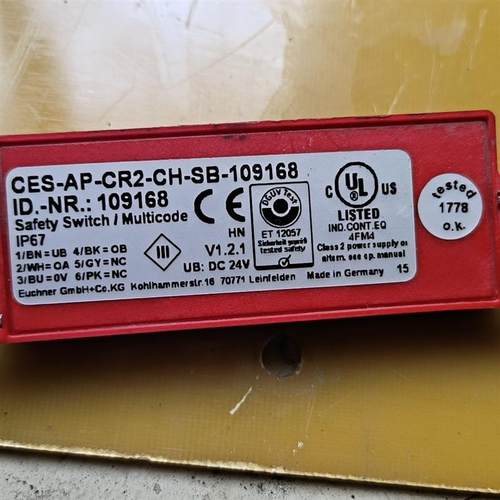 CES-AP-CR2-CH-SB-109168
ID.-NR.: 109168
Safety Switch / Multicode
IP67
HN
1/BN=UB 4/BK=OB
2/WH=OA 5/GY=NC
3/BU=0V 6/PK=NC
III
V1.2.1
UB: DC 24V
DGUV Test
ET 12057
Sicherheit geprüft
tested safety
C UL US
LISTED
IND.CONT.EQ
4FM4
Class 2 power supply or
altern. see op. manual
Euchner GmbH+Co.KG Kohlhammerstr.16 70771 Leinfelden Made in Germany 15
tested
1778
o.k.